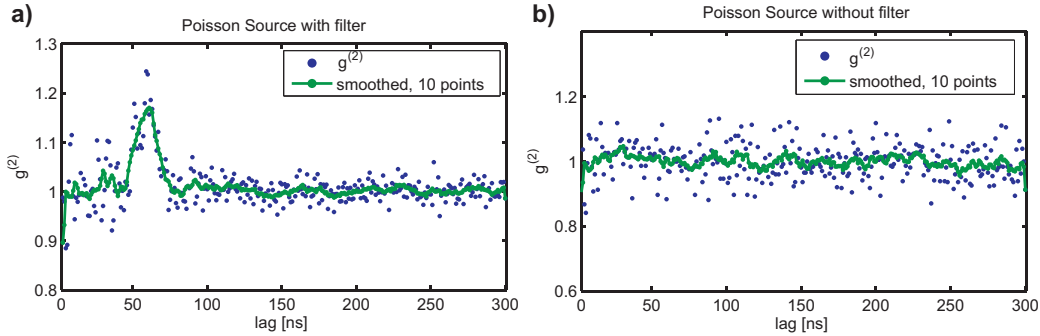 a)
Poisson Source with filter
1.3
1.2
1.1
1
0.9
0.8
g(2)
g(2)
smoothed, 10 points
0 50 100 150 200 250 300
lag [ns]
b)
Poisson Source without filter
1.2
1
0.8
0.6
g(2)
g(2)
smoothed, 10 points
0 50 100 150 200 250 300
lag [ns]